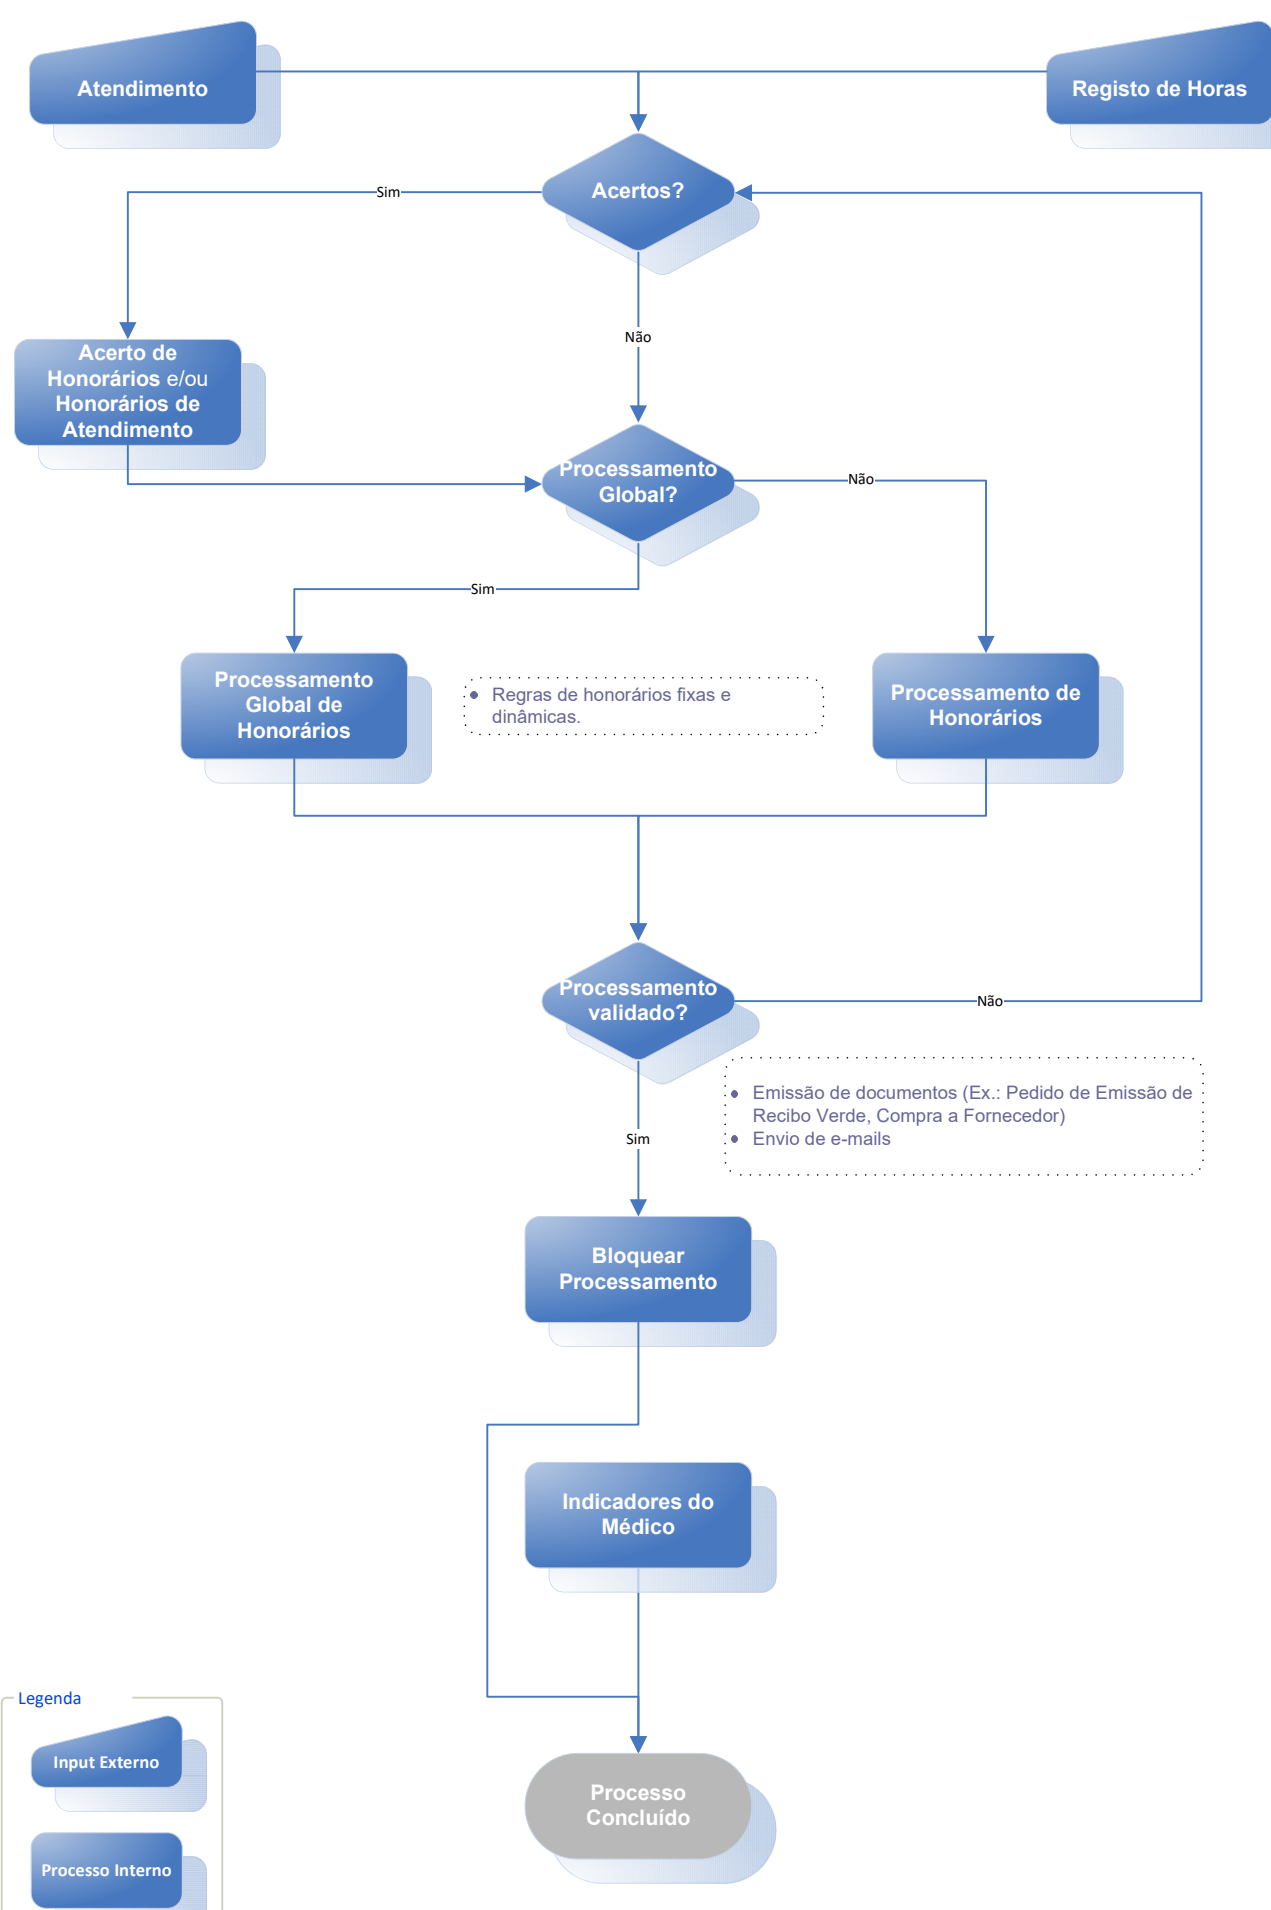 Atendimento
Registo de Horas
Acertos?
Sim
Não
Acerto de
Honorários e/ou
Honorários de
Atendimento
Processamento
Global?
Não
Sim
Processamento
Global de
Honorários
• Regras de honorários fixas e
dinâmicas.
Processamento de
Honorários
Processamento
validado?
Não
• Emissão de documentos (Ex.: Pedido de Emissão de
Recibo Verde, Compra a Fornecedor)
• Envio de e-mails
Sim
Bloquear
Processamento
Indicadores do
Médico
Legenda
Input Externo
Processo
Concluído
Processo Interno